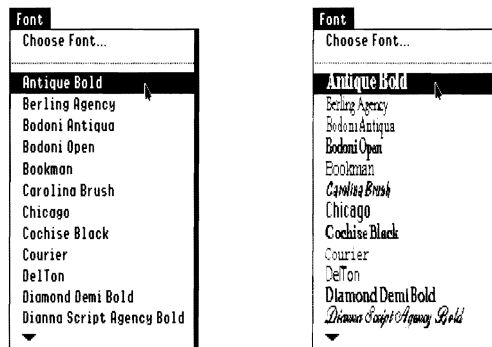 Font
Choose Font...
Antique Bold
Berling Agency
Bodoni Antiqua
Bodoni Open
Bookman
Carolina Brush
Chicago
Cochise Black
Courier
DelTon
Diamond Demi Bold
Dianna Script Agency Bold
Font
Choose Font...
Antique Bold
Berling Agency
Bodoni Antiqua
Bodoni Open
Bookman
Carolina Brush
Chicago
Cochise Black
Courier
DelTon
Diamond Demi Bold
Dianna Script Agency Bold